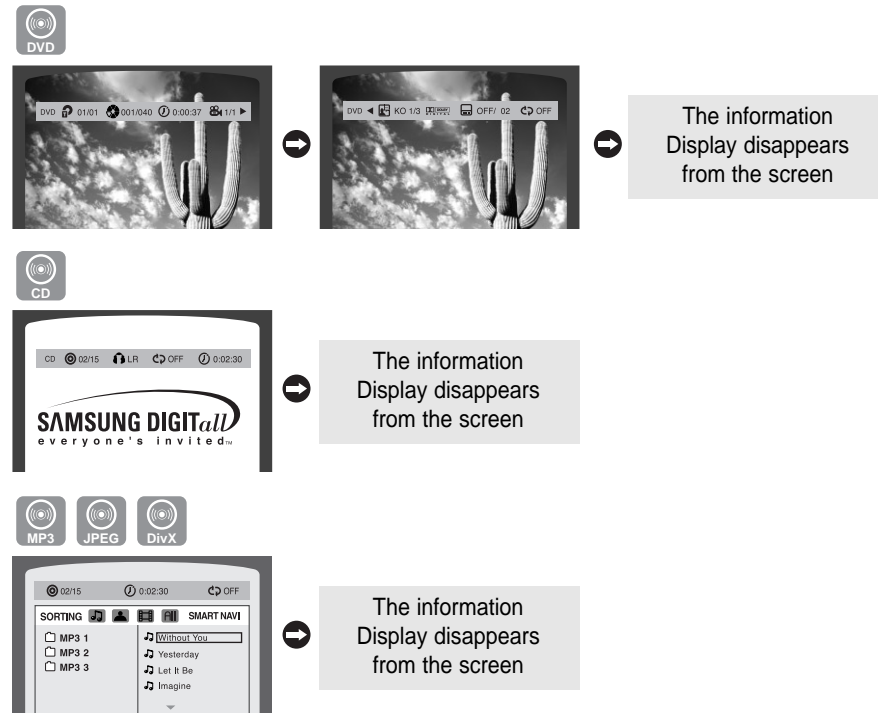 DVD
DVD 01/01 001/040 0:00:37 1/1
DVD KO 1/3 DOLBY DIGITAL OFF/ 02 OFF
The information
Display disappears
from the screen
CD
CD 02/15 LR OFF 0:02:30
SAMSUNG DIGITall
everyone's invited™
The information
Display disappears
from the screen
MP3 JPEG DivX
02/15 0:02:30 OFF
SORTING All SMART NAVI
MP3 1
MP3 2
MP3 3
Without You
Yesterday
Let It Be
Imagine
The information
Display disappears
from the screen